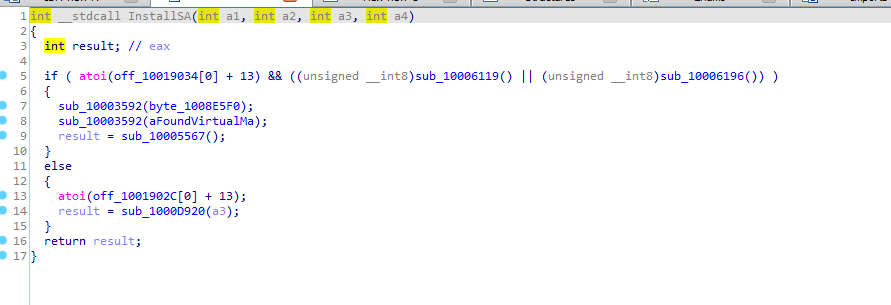 1 int __stdcall InstallSA(int a1, int a2, int a3, int a4)
2 {
3 int result; // eax
4
5 if ( atoi(off_10019034[0] + 13) && ((unsigned __int8)sub_10006119() || (unsigned __int8)sub_10006196()) )
6 {
7 sub_10003592(byte_1008E5F0);
8 sub_10003592(aFoundVirtualMa);
9 result = sub_10005567();
10 }
11 else
12 {
13 atoi(off_1001902C[0] + 13);
14 result = sub_1000D920(a3);
15 }
16 return result;
17 }